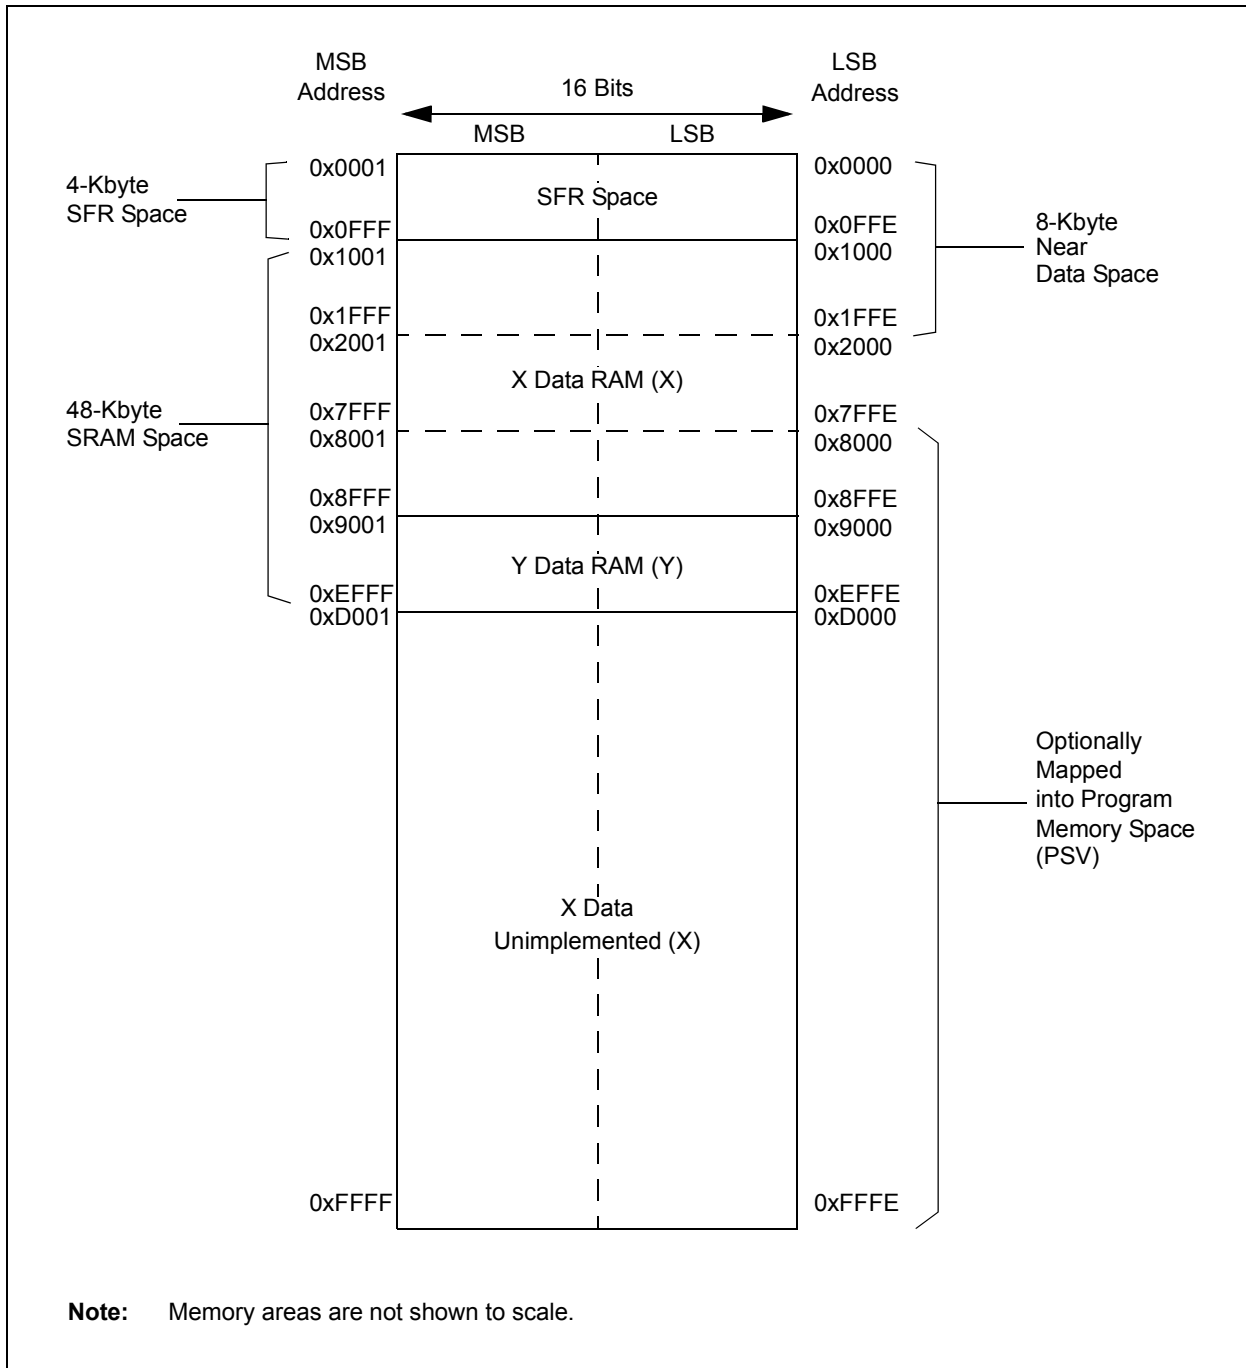 MSB
Address
LSB
Address
16 Bits
MSB
LSB
0x0001
0x0000
4-Kbyte
SFR Space
SFR Space
0x0FFF
0x0FFE
0x1001
0x1000
8-Kbyte
Near
Data Space
0x1FFF
0x1FFE
0x2001
0x2000
X Data RAM (X)
48-Kbyte
SRAM Space
0x7FFF
0x7FFE
0x8001
0x8000
0x8FFF
0x8FFE
0x9001
0x9000
Y Data RAM (Y)
0xEFFF
0xEFFE
0xD001
0xD000
Optionally
Mapped
into Program
Memory Space
(PSV)
X Data
Unimplemented (X)
0xFFFF
0xFFFE
Note: Memory areas are not shown to scale.